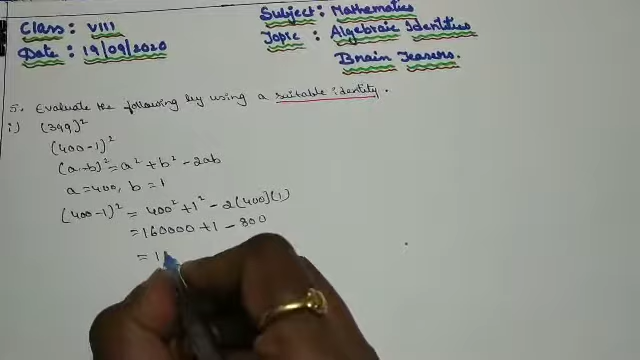 Class: VIII
Subject: Mathematics
Date: 19/09/2020
Topic: Algebraic Identities
Brain Teasers.
5. Evaluate the following by using a suitable identity.
i) (399)²
(400-1)²
(a-b)² = a² + b² - 2ab
a = 400, b = 1
(400-1)² = 400² + 1² - 2(400)(1)
= 160000 + 1 - 800
= 1